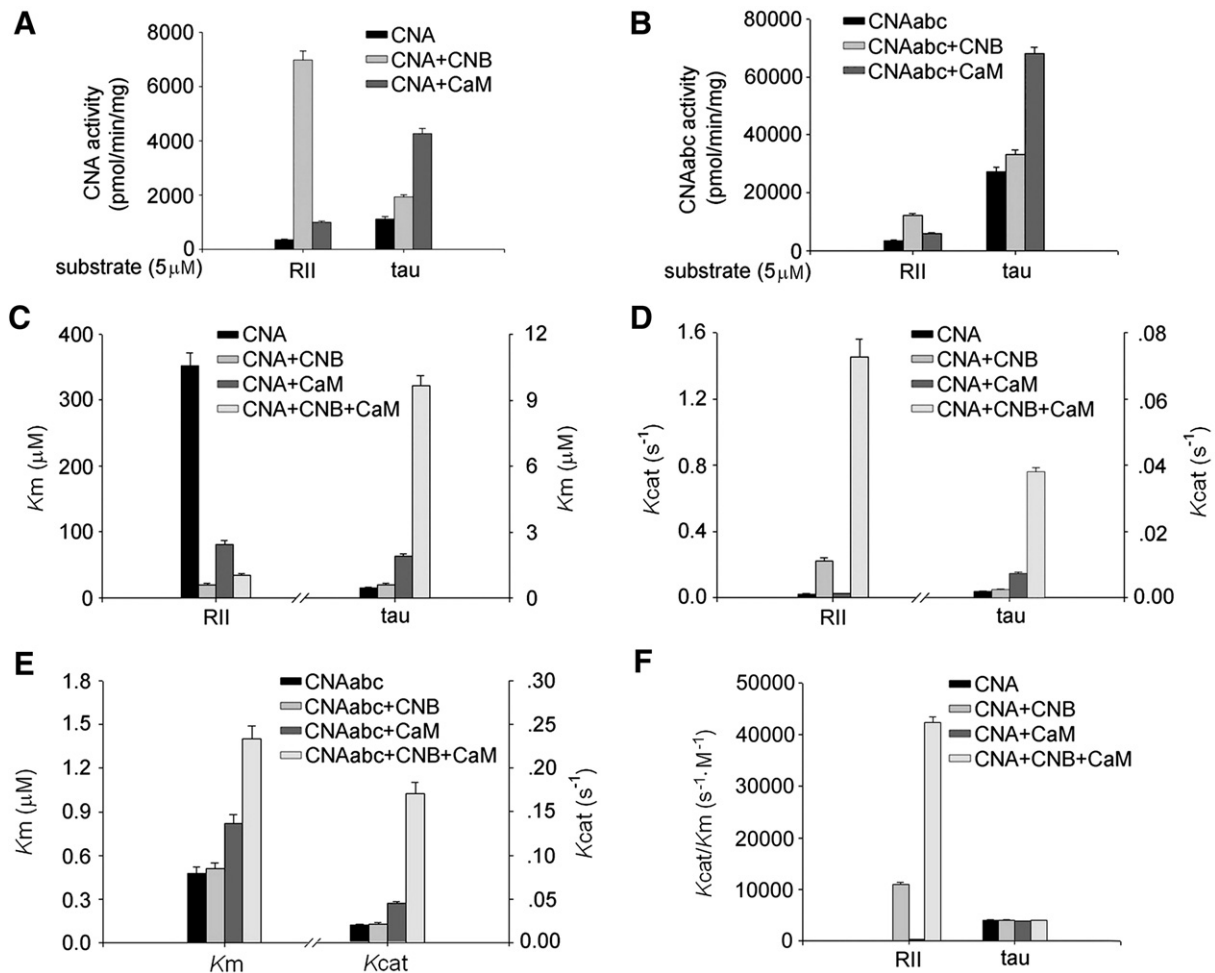 A
CNA activity
(pmol/min/mg)
8000
6000
4000
2000
0
CNA
CNA+CNB
CNA+CaM
substrate (5μM)
RII
tau
B
CNAabc activity
(pmol/min/mg)
80000
60000
40000
20000
0
CNAabc
CNAabc+CNB
CNAabc+CaM
substrate (5μM)
RII
tau
C
Km (μM)
400
300
200
100
0
CNA
CNA+CNB
CNA+CaM
CNA+CNB+CaM
12
9
6
3
0
Km (μM)
RII
tau
D
Kcat (s⁻¹)
1.6
1.2
0.8
0.4
0.0
CNA
CNA+CNB
CNA+CaM
CNA+CNB+CaM
.08
.06
.04
.02
0.00
Kcat (s⁻¹)
RII
tau
E
Km (μM)
1.8
1.5
1.2
0.9
0.6
0.3
0.0
CNAabc
CNAabc+CNB
CNAabc+CaM
CNAabc+CNB+CaM
.30
.25
.20
.15
.10
.05
0.00
Kcat (s⁻¹)
Km
Kcat
F
Kcat/Km (s⁻¹·M⁻¹)
50000
40000
30000
20000
10000
0
CNA
CNA+CNB
CNA+CaM
CNA+CNB+CaM
RII
tau